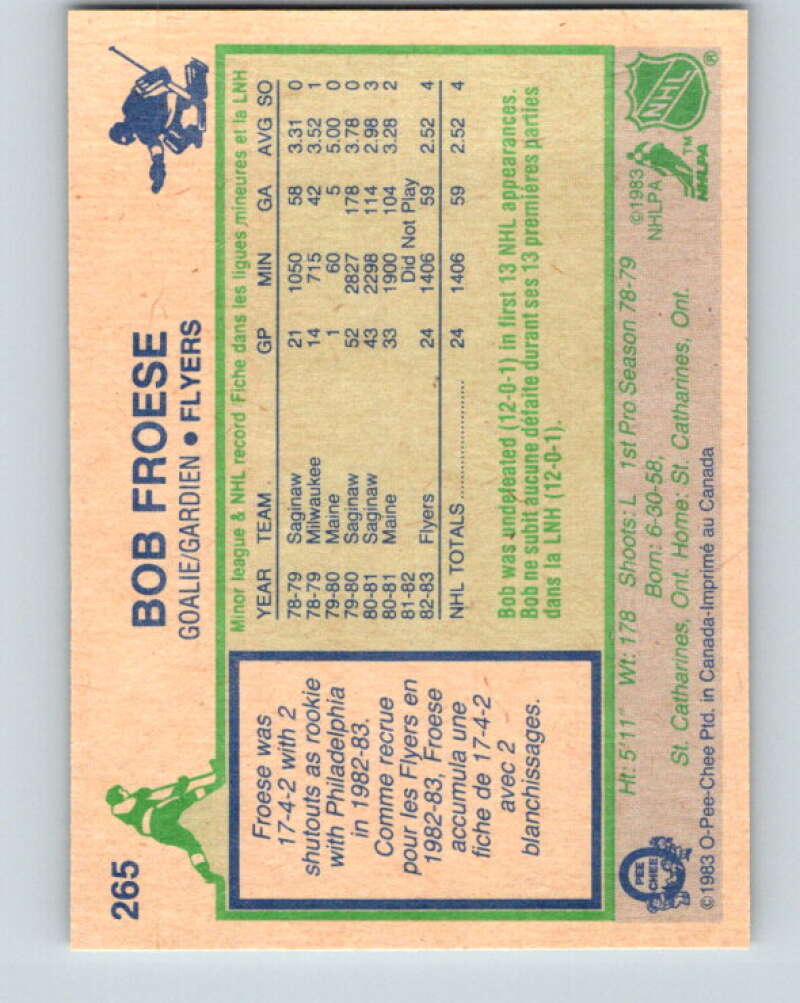 265
BOB FROESE
GOALIE/GARDIEN • FLYERS
Froese was
17-4-2 with 2
shutouts as rookie
with Philadelphia
in 1982-83.
Comme recrue
pour les Flyers en
1982-83, Froese
accumula une
fiche de 17-4-2
avec 2
blanchissages.
Minor league & NHL record Fiche dans les ligues mineures et la LNH
YEAR TEAM GP MIN GA AVG SO
78-79 Saginaw 21 1050 58 3.31 0
78-79 Milwaukee 14 715 42 3.52 1
79-80 Maine 1 60 5 5.00 0
79-80 Saginaw 52 2827 178 3.78 0
80-81 Saginaw 43 2298 114 2.98 3
80-81 Maine 33 1900 104 3.28 2
81-82 Did Not Play
82-83 Flyers 24 1406 59 2.52 4
NHL TOTALS 24 1406 59 2.52 4
Bob was undefeated (12-0-1) in first 13 NHL appearances.
Bob ne subit aucune défaite durant ses 13 premières parties
dans la LNH (12-0-1).
Ht: 5'11" Wt: 178 Shoots: L 1st Pro Season 78-79
Born: 6-30-58,
St. Catharines, Ont. Home: St. Catharines, Ont.
©1983 O-Pee-Chee Ptd. in Canada-Imprimé au Canada
O
PEE
CHEE
©1983
NHLPA
NHLPA
TM
NHL
®